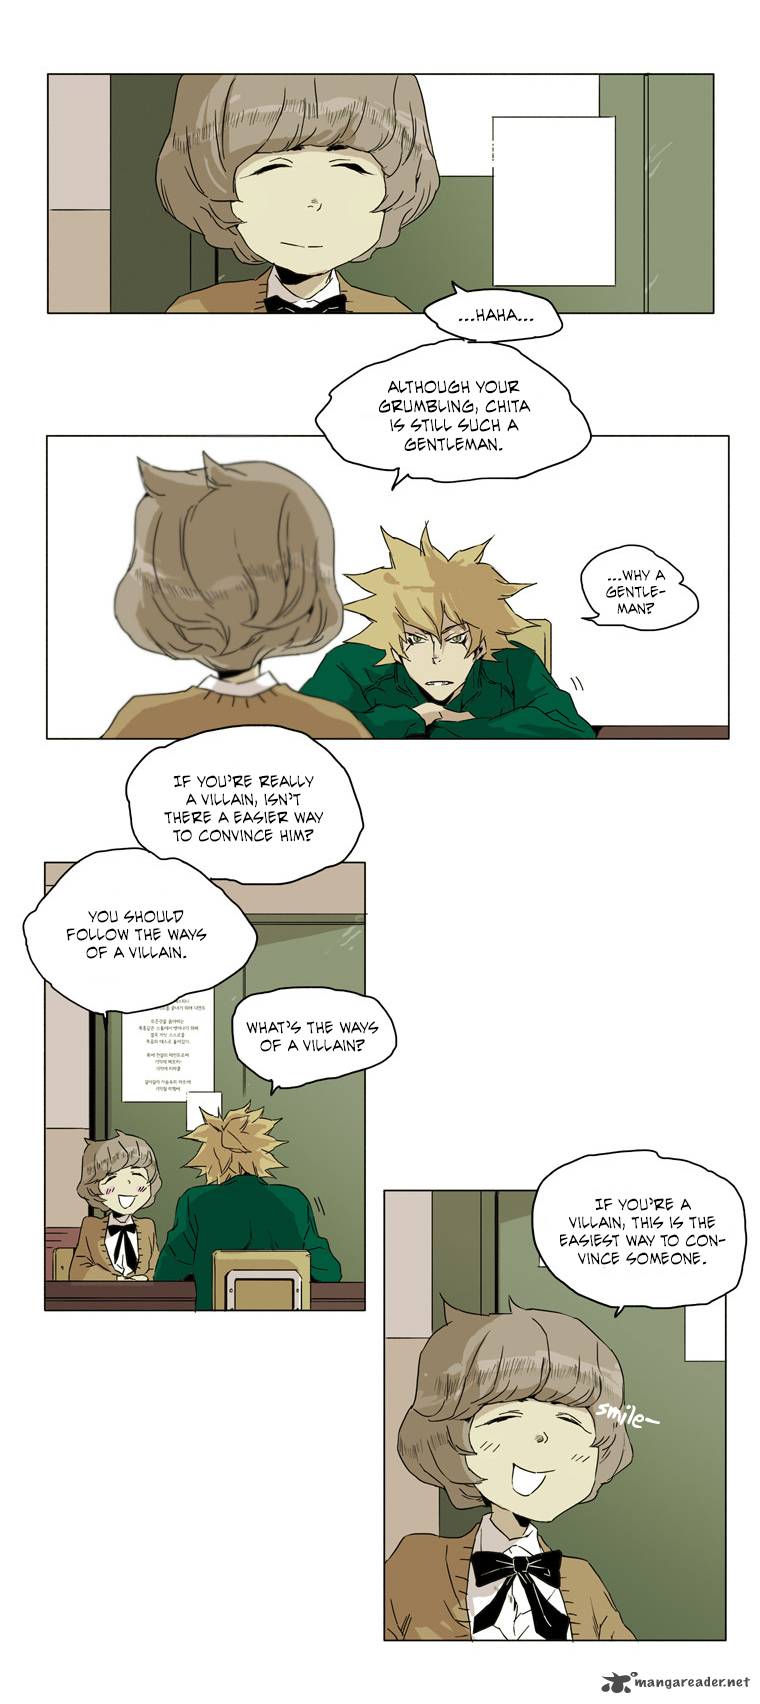 ...HAHA...
ALTHOUGH YOUR
GRUMBLING, CHITA
IS STILL SUCH A
GENTLEMAN.
...WHY A
GENTLE-
MAN?
IF YOU'RE REALLY
A VILLAIN, ISN'T
THERE A EASIER WAY
TO CONVINCE HIM?
YOU SHOULD
FOLLOW THE WAYS
OF A VILLAIN.
WHAT'S THE WAYS
OF A VILLAIN?
IF YOU'RE A
VILLAIN, THIS IS THE
EASIEST WAY TO CON-
VINCE SOMEONE.
smile~
mangareader.net